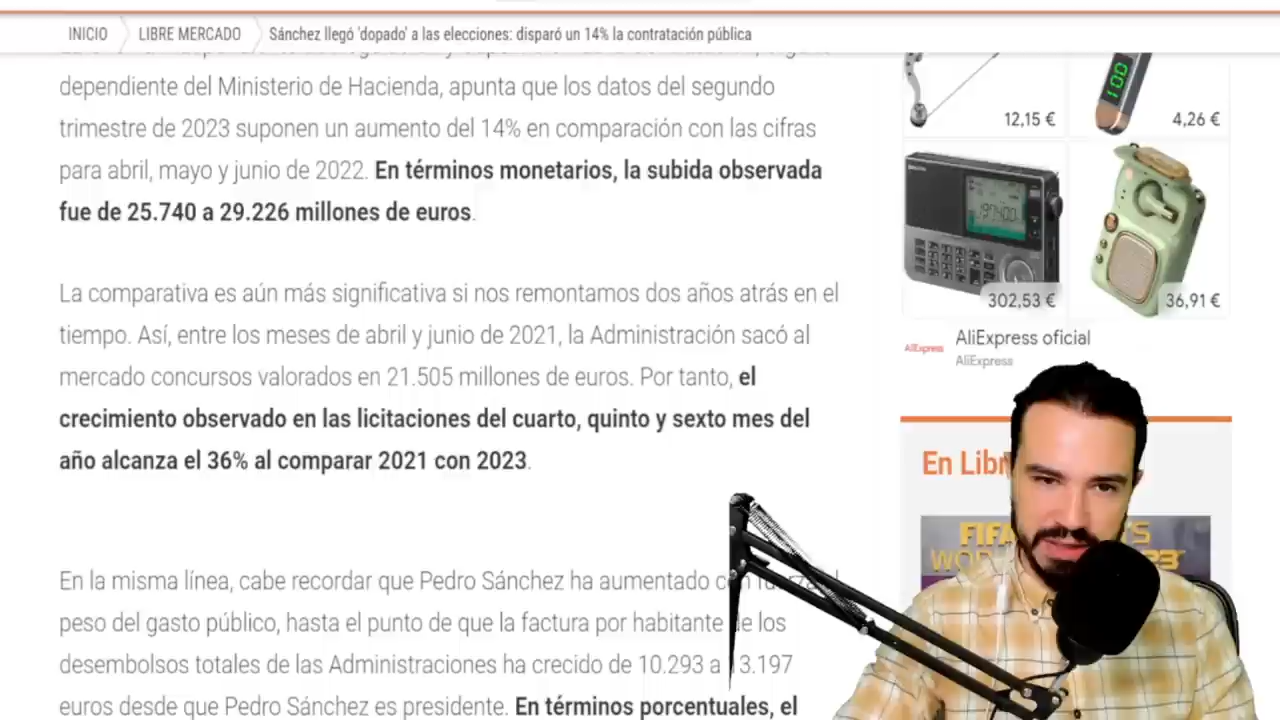 INICIO
LIBRE MERCADO
Sánchez llegó 'dopado' a las elecciones: disparó un 14% la contratación pública
dependiente del Ministerio de Hacienda, apunta que los datos del segundo
trimestre de 2023 suponen un aumento del 14% en comparación con las cifras
para abril, mayo y junio de 2022. En términos monetarios, la subida observada
fue de 25.740 a 29.226 millones de euros.
La comparativa es aún más significativa si nos remontamos dos años atrás en el
tiempo. Así, entre los meses de abril y junio de 2021, la Administración sacó al
mercado concursos valorados en 21.505 millones de euros. Por tanto, el
crecimiento observado en las licitaciones del cuarto, quinto y sexto mes del
año alcanza el 36% al comparar 2021 con 2023.
En la misma línea, cabe recordar que Pedro Sánchez ha aumentado
peso del gasto público, hasta el punto de que la factura por habitante de los
desembolsos totales de las Administraciones ha crecido de 10.293 a 13.197
euros desde que Pedro Sánchez es presidente. En términos porcentuales, el
100
12,15 €
4,26 €
302,53 €
36,91 €
AliExpress
AliExpress oficial
AliExpress
En
FIFA